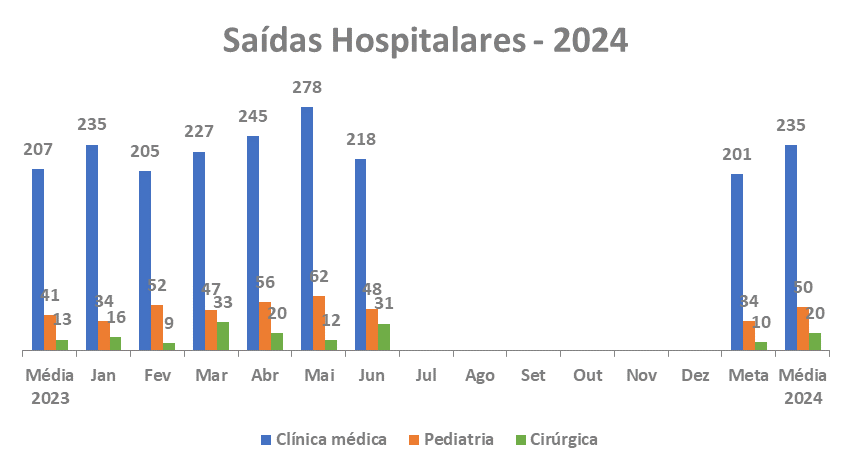 Saídas Hospitalares - 2024
207 235 205 227 245 278 218 201 235
41 34 52 47 56 62 48 34 50
13 16 9 33 20 12 31 10 20
Média Jan Fev Mar Abr Mai Jun Jul Ago Set Out Nov Dez Meta Média
2023 2024
Clínica médica Pediatria Cirúrgica